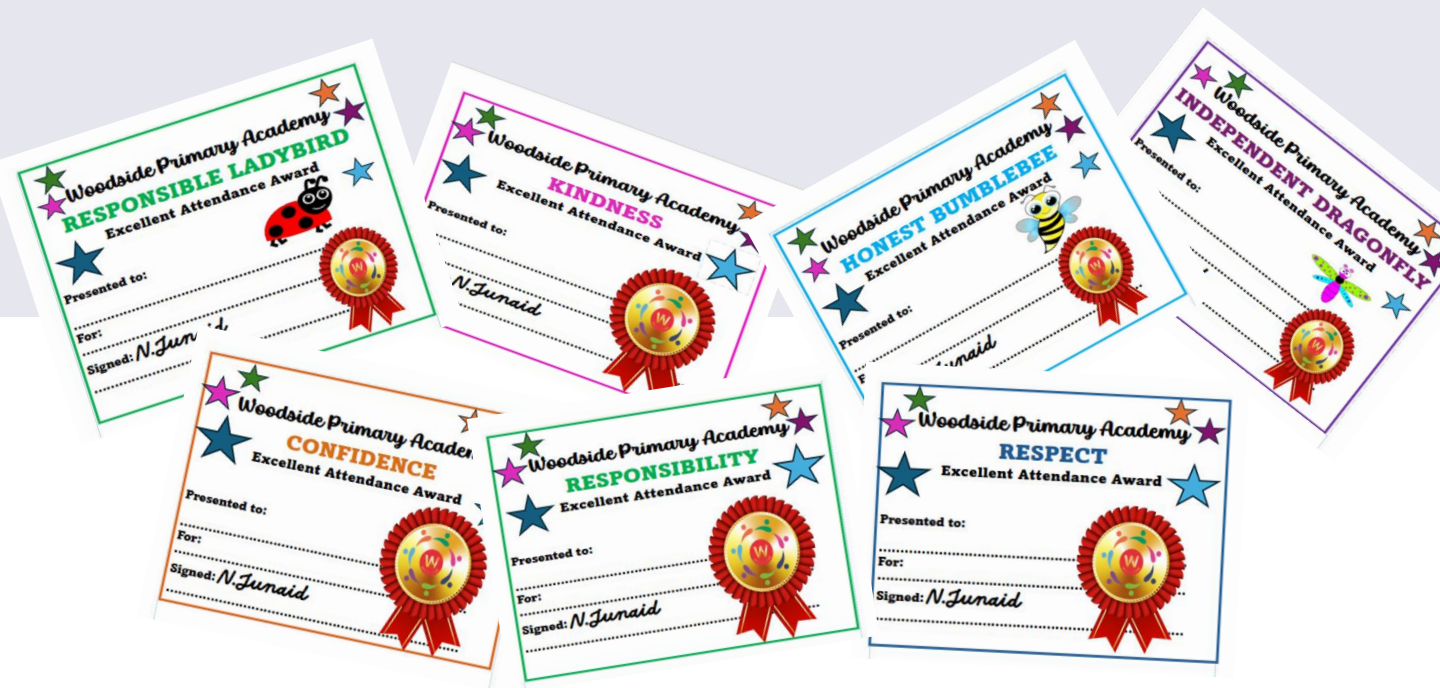 Woodside Primary Academy
RESPONSIBLE LADYBIRD
Excellent Attendance Award
Presented to:
For:
Signed: N.Jun
W
Woodside Primary Academy
KINDNESS
Excellent Attendance Award
Presented to:
N.Junaid
W
Woodside Primary Academy
HONEST BUMBLEBEE
Excellent Attendance Award
Presented to:
F
unaid
W
Woodside Primary Academy
INDEPENDENT DRAGONFLY
Excellent Attendance Award
Presented to:
W
Woodside Primary Academ
CONFIDENCE
Excellent Attendance Award
Presented to:
For:
Signed: N.Junaid
W
Woodside Primary Academy
RESPONSIBILITY
Excellent Attendance Award
Presented to:
For:
Signed: N.Junaid
W
Woodside Primary Academy
RESPECT
Excellent Attendance Award
Presented to:
For:
Signed: N.Junaid
W